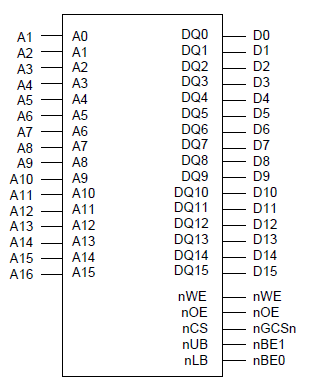 A1 A0 DQ0 D0
A2 A1 DQ1 D1
A3 A2 DQ2 D2
A4 A3 DQ3 D3
A5 A4 DQ4 D4
A6 A5 DQ5 D5
A7 A6 DQ6 D6
A8 A7 DQ7 D7
A9 A8 DQ8 D8
A10 A9 DQ9 D9
A11 A10 DQ10 D10
A12 A11 DQ11 D11
A13 A12 DQ12 D12
A14 A13 DQ13 D13
A15 A14 DQ14 D14
A16 A15 DQ15 D15
nWE nWE
nOE nOE
nCS nGCSn
nUB nBE1
nLB nBE0